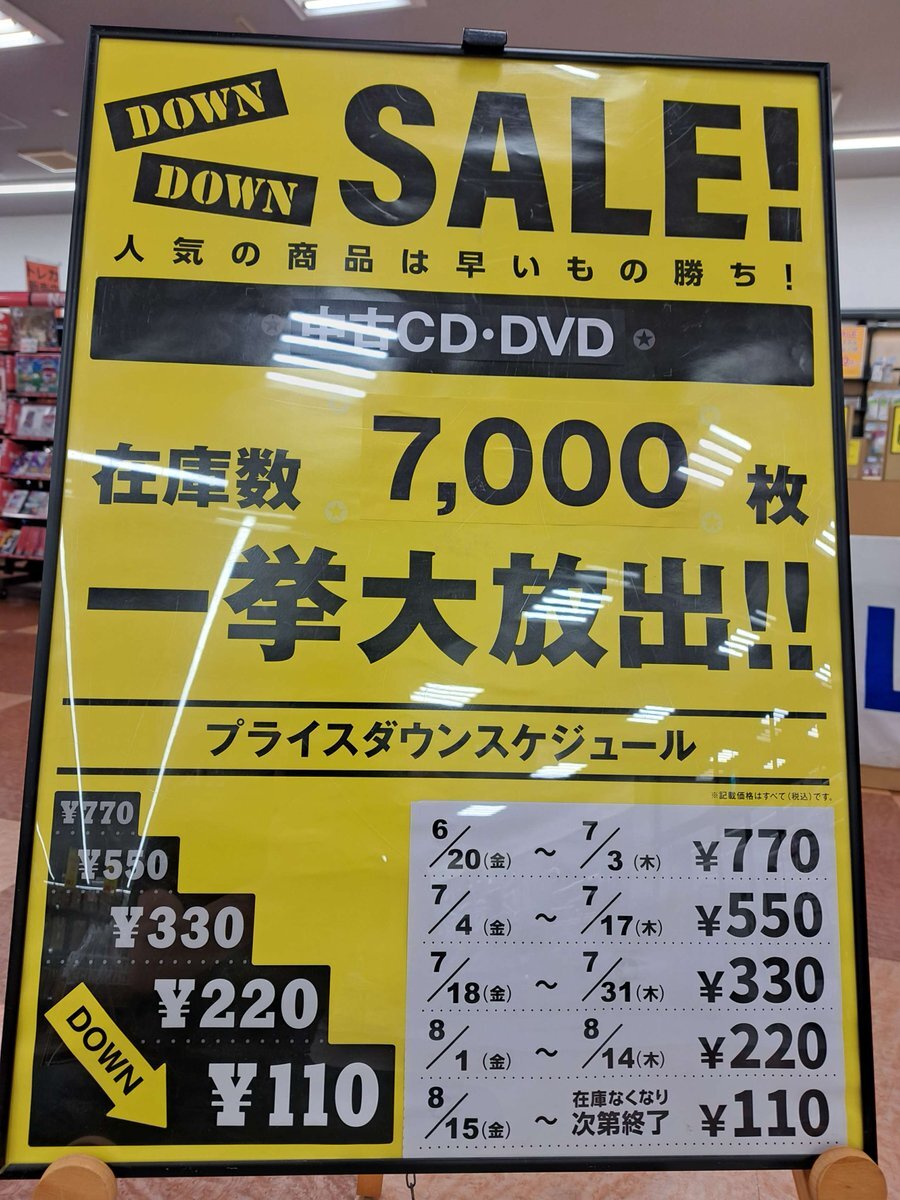 DOWN
DOWN
SALE!
人気の商品は早いもの勝ち!
中古CD・DVD
在庫数 7,000 枚
一挙大放出!!
プライスダウンスケジュール
※記載価格はすべて(税込)です。
¥770
¥550
¥330
¥220
¥110
DOWN
6/20(金) ～ 7/3(木) ¥770
7/4(金) ～ 7/17(木) ¥550
7/18(金) ～ 7/31(木) ¥330
8/1(金) ～ 8/14(木) ¥220
8/15(金) ～ 在庫なくなり次第終了 ¥110
トレカ